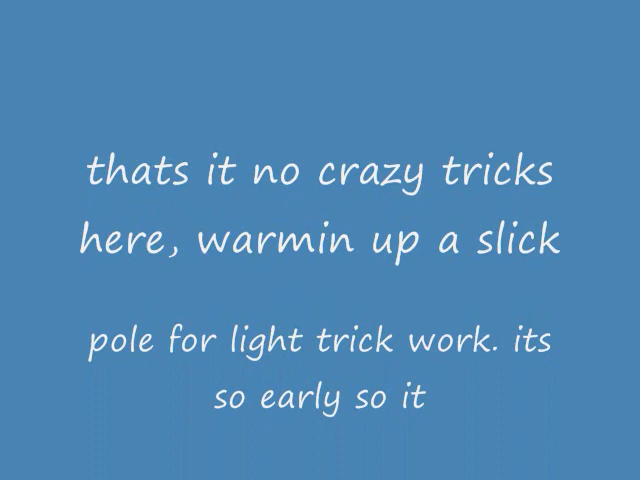 thats it no crazy tricks
here, warmin up a slick
pole for light trick work. its
so early so it